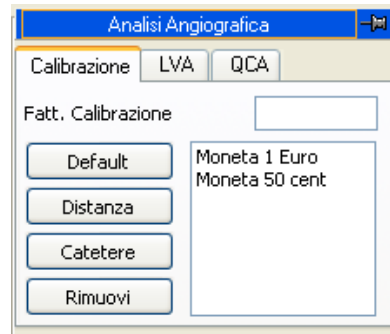 Analisi Angiografica
Calibrazione LVA QCA
Fatt. Calibrazione
Default
Distanza
Catetere
Rimuovi
Moneta 1 Euro
Moneta 50 cent